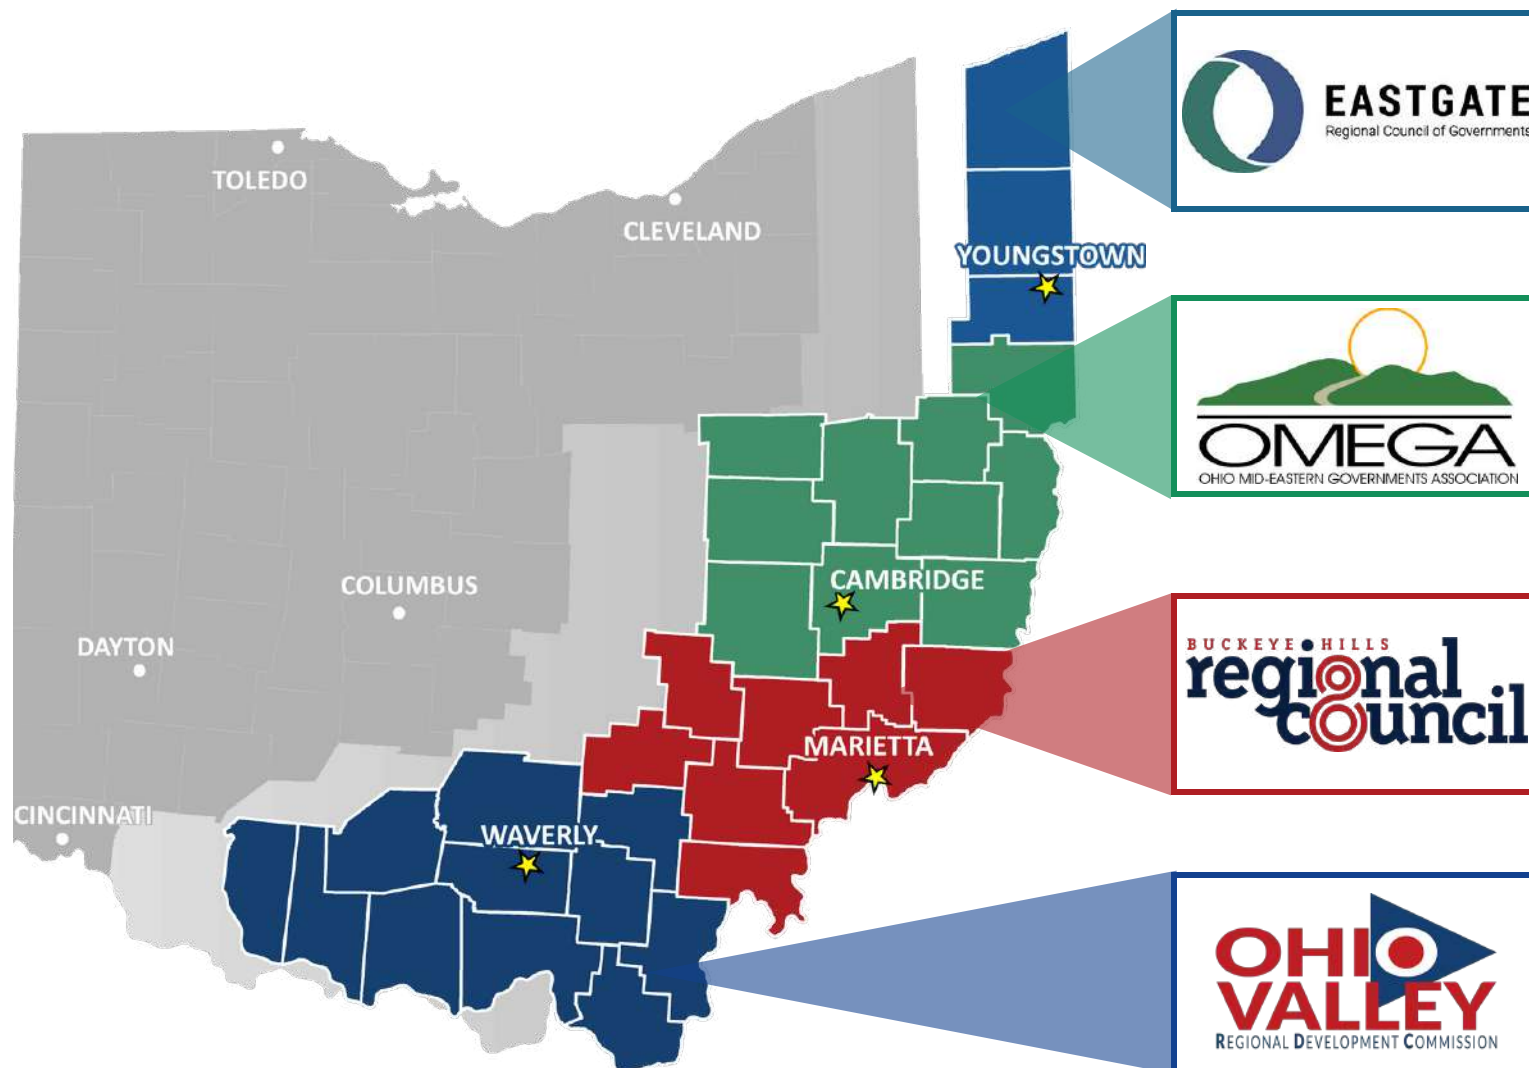 EASTGATE
Regional Council of Governments
TOLEDO
CLEVELAND
YOUNGSTOWN
OMEGA
OHIO MID-EASTERN GOVERNMENTS ASSOCIATION
CAMBRIDGE
COLUMBUS
DAYTON
BUCKEYE HILLS
regional
council
MARIETTA
CINCINNATI
WAVERLY
OHIO
VALLEY
REGIONAL DEVELOPMENT COMMISSION